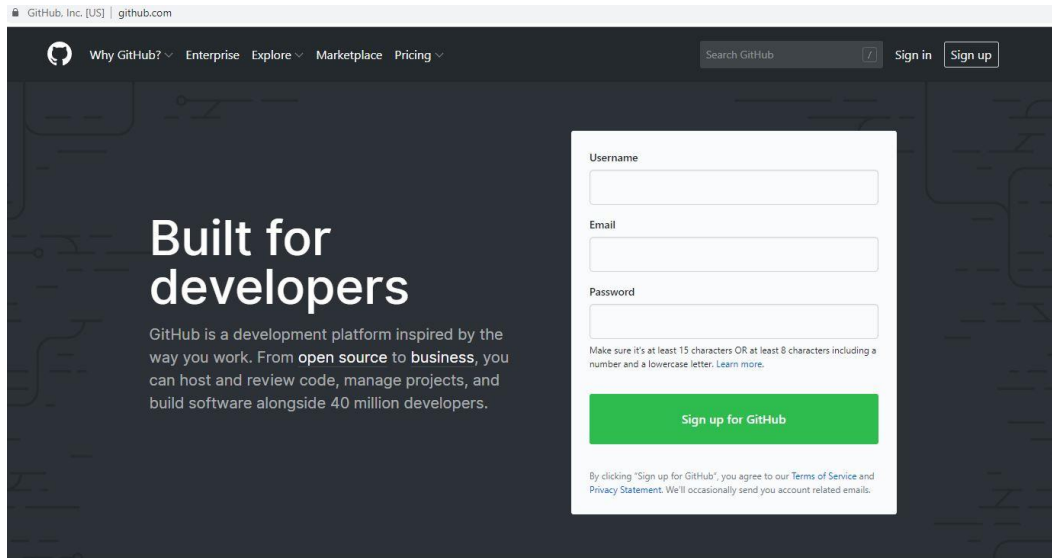 GitHub, Inc. [US] | github.com
Why GitHub? Enterprise Explore Marketplace Pricing Search GitHub / Sign in Sign up
Built for
developers
GitHub is a development platform inspired by the
way you work. From open source to business, you
can host and review code, manage projects, and
build software alongside 40 million developers.
Username
Email
Password
Make sure it's at least 15 characters OR at least 8 characters including a
number and a lowercase letter. Learn more.
Sign up for GitHub
By clicking “Sign up for GitHub”, you agree to our Terms of Service and
Privacy Statement. We’ll occasionally send you account related emails.